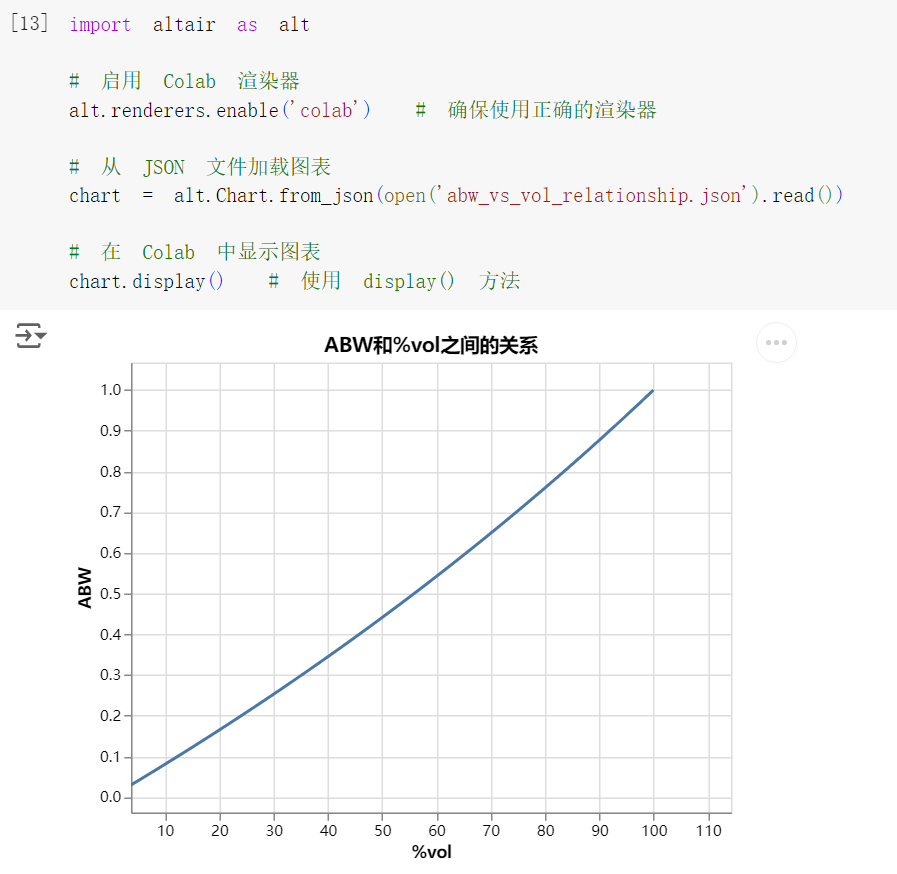 [13] import altair as alt
# 启用 Colab 渲染器
alt.renderers.enable('colab') # 确保使用正确的渲染器
# 从 JSON 文件加载图表
chart = alt.Chart.from_json(open('abw_vs_vol_relationship.json').read())
# 在 Colab 中显示图表
chart.display() # 使用 display() 方法
ABW和%vol之间的关系
1.0
0.9
0.8
0.7
0.6
0.5
0.4
0.3
0.2
0.1
0.0
ABW
10 20 30 40 50 60 70 80 90 100 110
%vol